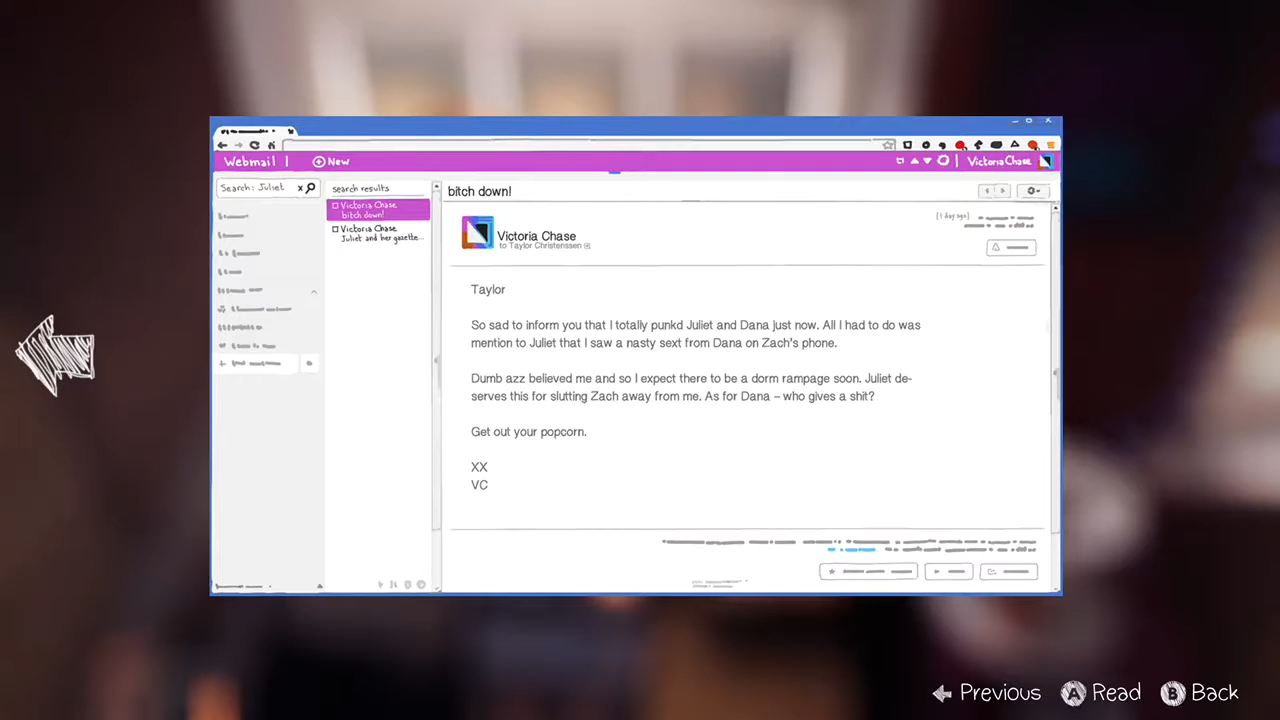 Webmail
New
Victoria Chase
Search: Juliet x
search results
bitch down!
Victoria Chase
bitch down!
Victoria Chase
Juliet and her gazette...
Victoria Chase
to Taylor Christenssen
[1 day ago]
Taylor
So sad to inform you that I totally punkd Juliet and Dana just now. All I had to do was
mention to Juliet that I saw a nasty sext from Dana on Zach's phone.
Dumb azz believed me and so I expect there to be a dorm rampage soon. Juliet de-
serves this for slutting Zach away from me. As for Dana – who gives a shit?
Get out your popcorn.
XX
VC
Previous A Read B Back